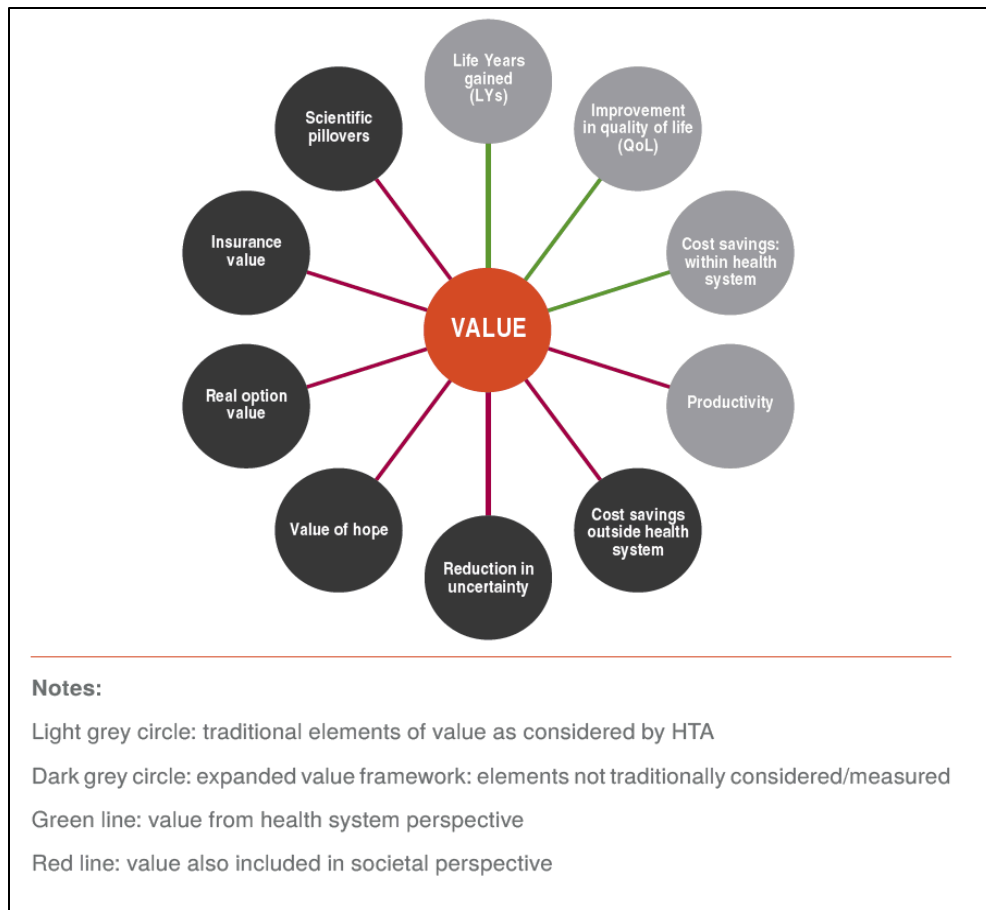 Life Years
gained
(LYs)
Improvement
in quality of life
(QoL)
Cost savings:
within health
system
Productivity
Cost savings
outside health
system
Reduction in
uncertainty
Value of hope
Real option
value
Insurance
value
Scientific
pillovers
VALUE
Notes:
Light grey circle: traditional elements of value as considered by HTA
Dark grey circle: expanded value framework: elements not traditionally considered/measured
Green line: value from health system perspective
Red line: value also included in societal perspective